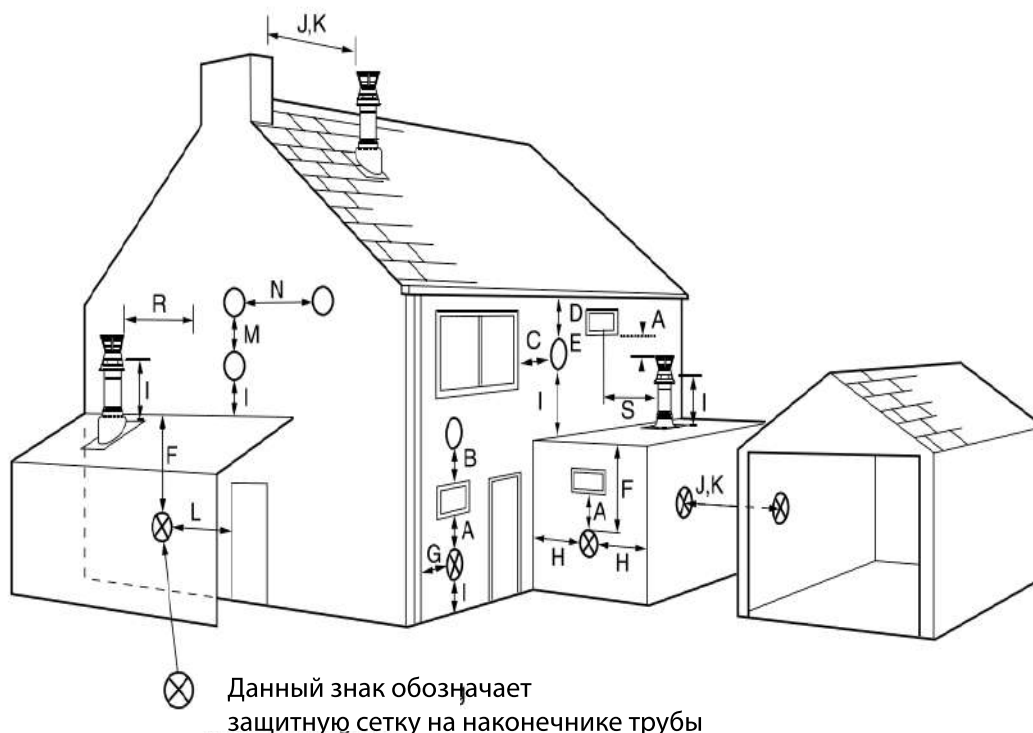 J,K
R
N
M
I
I
F
L
D
E
A
C
I
S
I
B
A
G
I
F
A
H
H
J,K
Данный знак обозначает
защитную сетку на наконечнике трубы